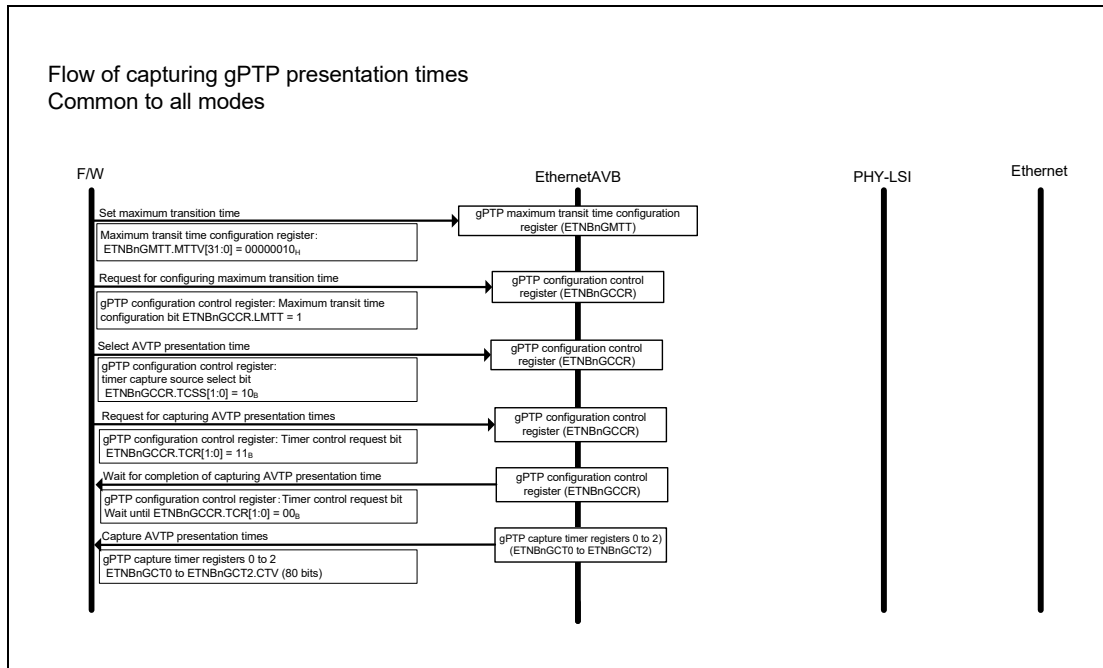 Flow of capturing gPTP presentation times
Common to all modes
F/W
EthernetAVB
PHY-LSI
Ethernet
Set maximum transition time
gPTP maximum transit time configuration
register (ETNBnGMTT)
Maximum transit time configuration register:
ETNBnGMTT.MTTV[31:0] = 00000010H
Request for configuring maximum transition time
gPTP configuration control
register (ETNBnGCCR)
gPTP configuration control register: Maximum transit time
configuration bit ETNBnGCCR.LMTT = 1
Select AVTP presentation time
gPTP configuration control
register (ETNBnGCCR)
gPTP configuration control register:
timer capture source select bit
ETNBnGCCR.TCSS[1:0] = 10B
Request for capturing AVTP presentation times
gPTP configuration control
register (ETNBnGCCR)
gPTP configuration control register: Timer control request bit
ETNBnGCCR.TCR[1:0] = 11B
Wait for completion of capturing AVTP presentation time
gPTP configuration control
register (ETNBnGCCR)
gPTP configuration control register: Timer control request bit
Wait until ETNBnGCCR.TCR[1:0] = 00B
Capture AVTP presentation times
gPTP capture timer registers 0 to 2)
(ETNBnGCT0 to ETNBnGCT2)
gPTP capture timer registers 0 to 2
ETNBnGCT0 to ETNBnGCT2.CTV (80 bits)